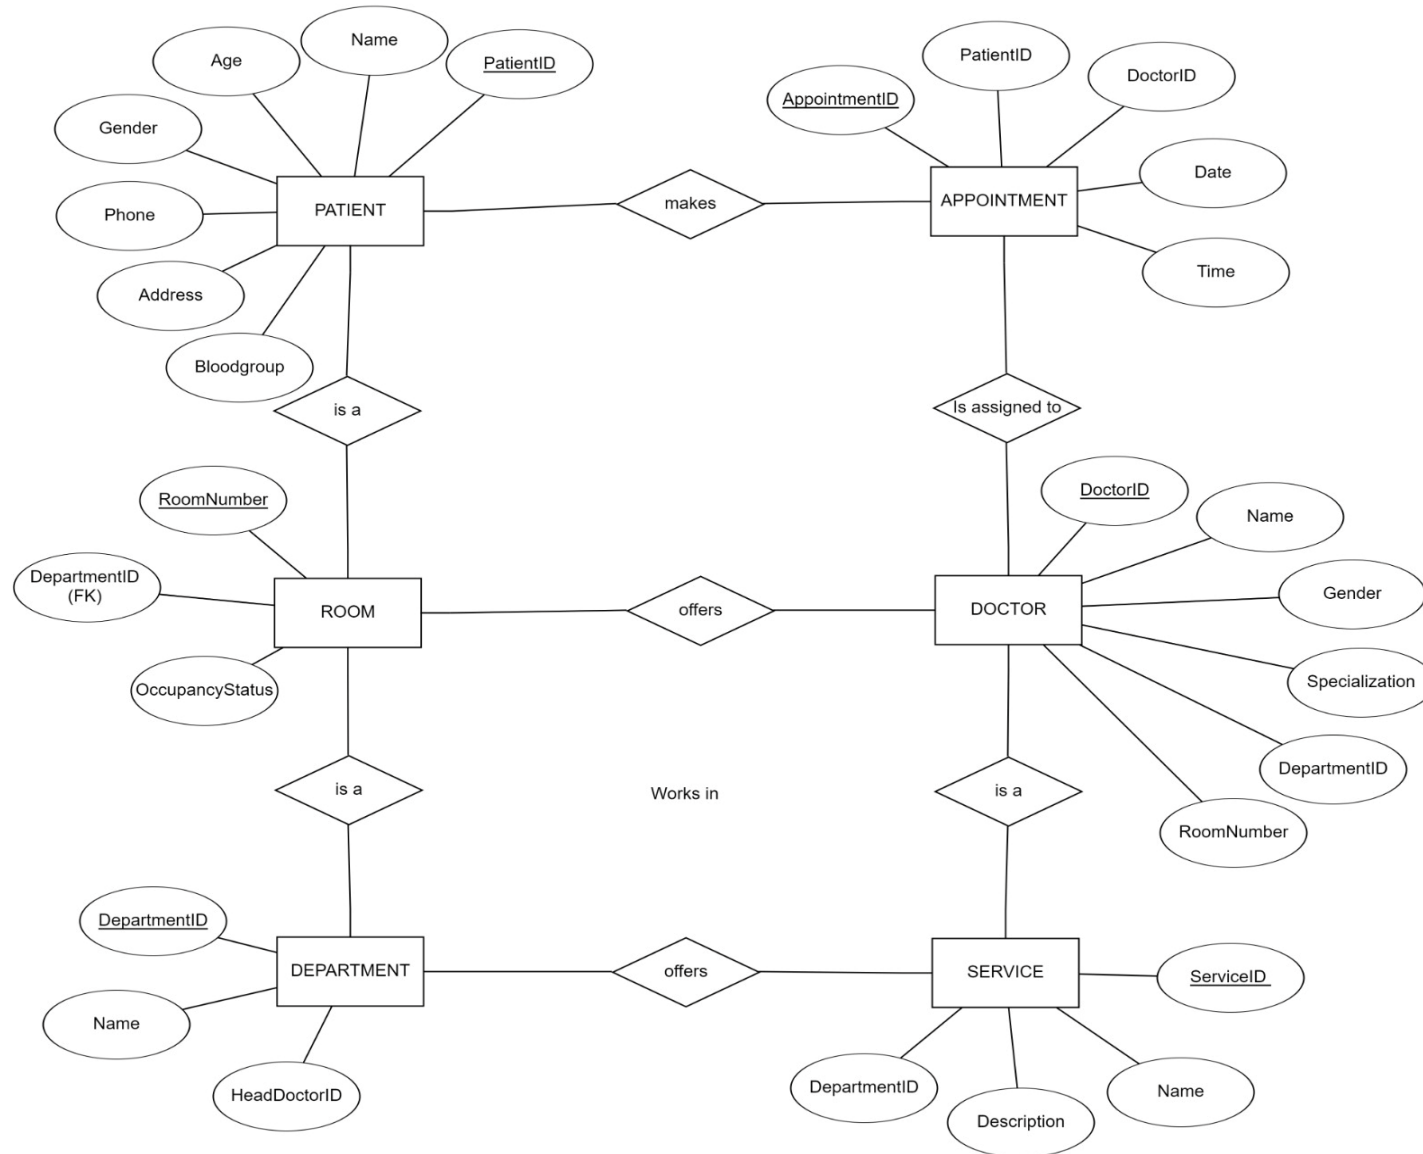 Name
Age
PatientID
PatientID
DoctorID
AppointmentID
Gender
Date
PATIENT
makes
APPOINTMENT
Phone
Time
Address
Bloodgroup
is a
Is assigned to
RoomNumber
DoctorID
Name
DepartmentID
(FK)
Gender
ROOM
offers
DOCTOR
OccupancyStatus
Specialization
DepartmentID
is a
Works in
is a
RoomNumber
DepartmentID
DEPARTMENT
offers
SERVICE
ServiceID
Name
DepartmentID
Name
HeadDoctorID
Description